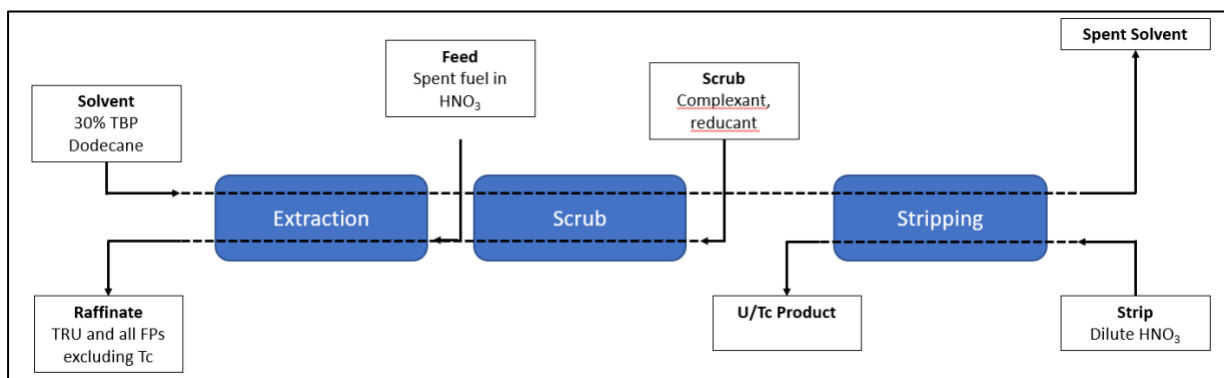 Spent Solvent
Feed
Spent fuel in
HNO₃
Scrub
Complexant,
reducant
Solvent
30% TBP
Dodecane
Extraction
Scrub
Stripping
Raffinate
TRU and all FPs
excluding Tc
U/Tc Product
Strip
Dilute HNO₃